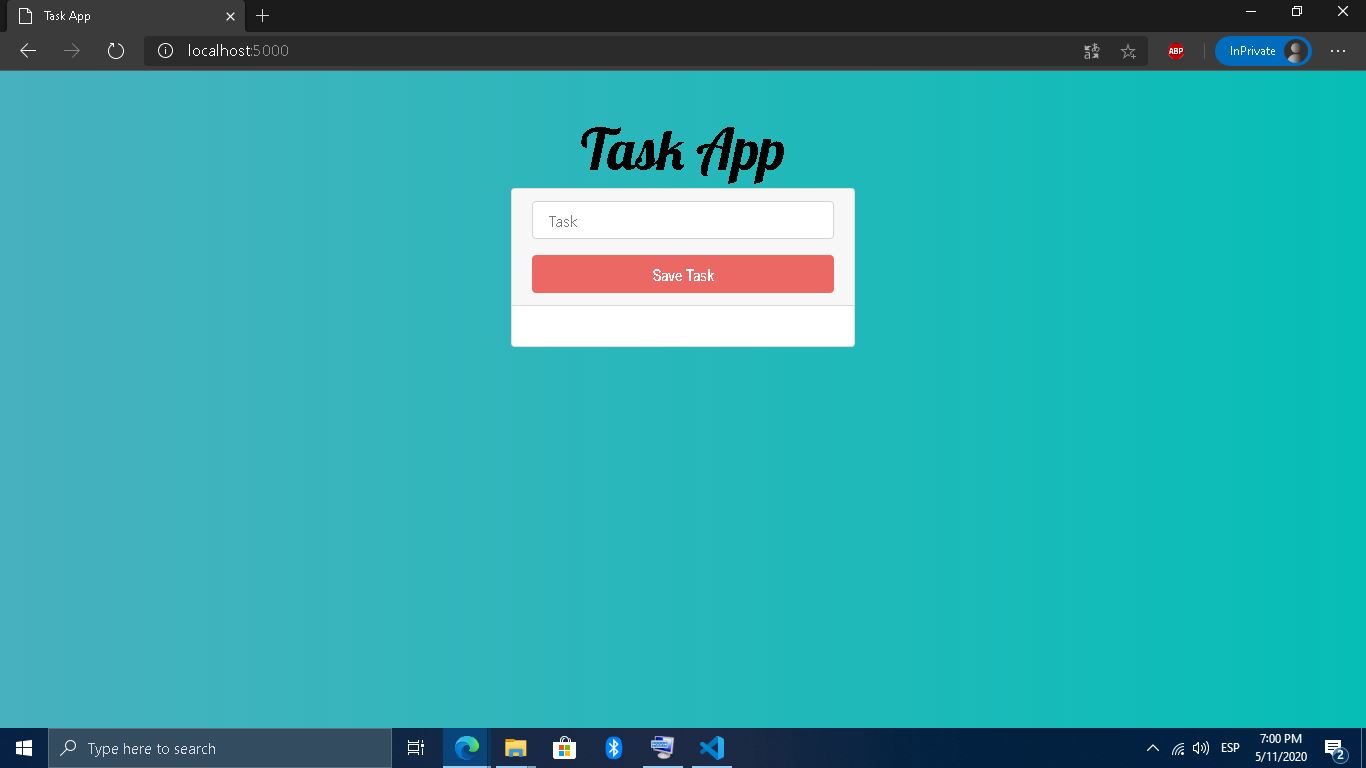 Task App
localhost:5000
ABP
InPrivate
Task App
Task
Save Task
Type here to search
ESP
7:00 PM
5/11/2020
2